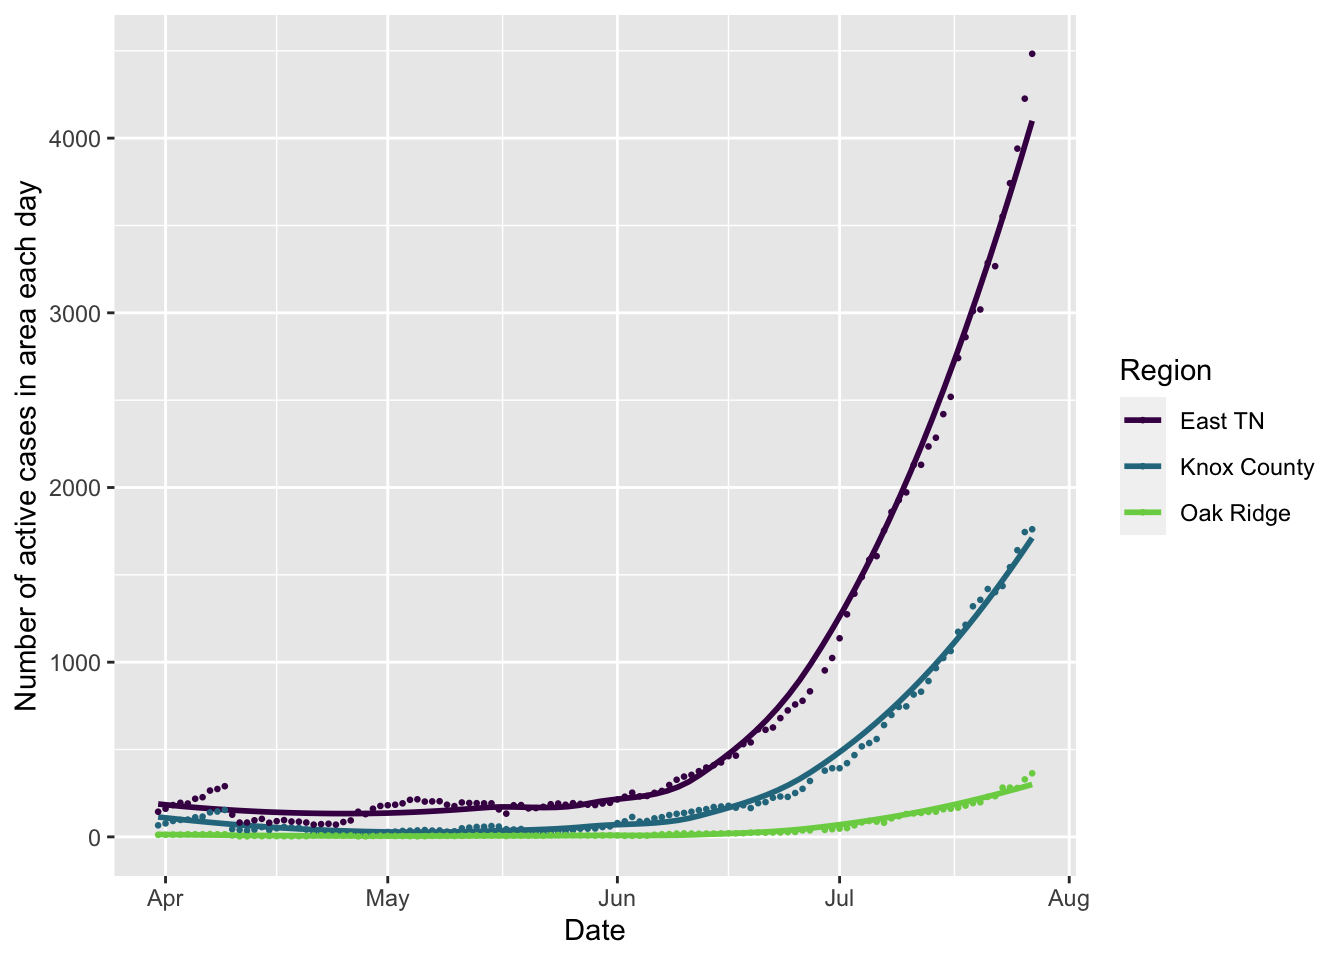 Number of active cases in area each day
4000
3000
2000
1000
0
Apr
May
Jun
Jul
Aug
Date
Region
East TN
Knox County
Oak Ridge